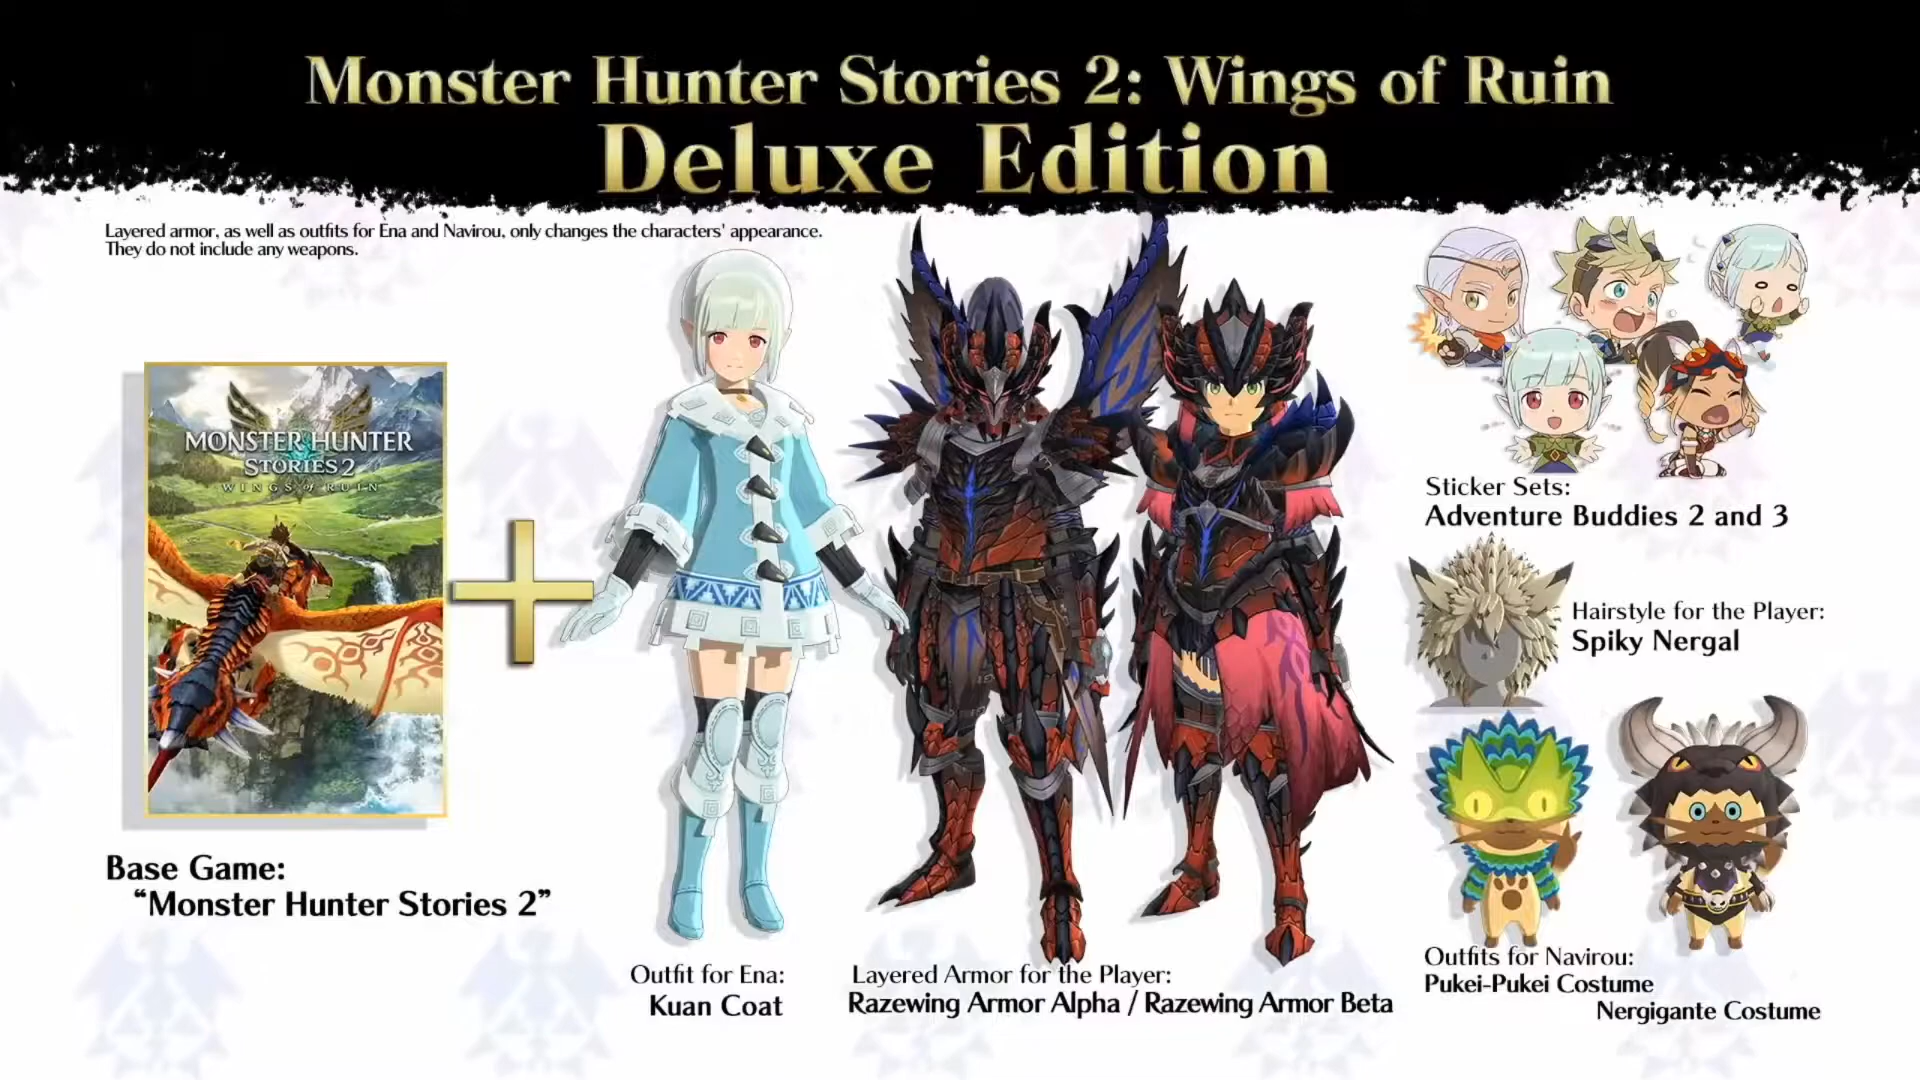 Monster Hunter Stories 2: Wings of Ruin
Deluxe Edition
Layered armor, as well as outfits for Ena and Navirou, only changes the characters' appearance.
They do not include any weapons.
MONSTER HUNTER
STORIES 2
WINGS of RUIN
Base Game:
“Monster Hunter Stories 2”
Outfit for Ena:
Kuan Coat
Layered Armor for the Player:
Razewing Armor Alpha / Razewing Armor Beta
Sticker Sets:
Adventure Buddies 2 and 3
Hairstyle for the Player:
Spiky Nergal
Outfits for Navirou:
Pukei-Pukei Costume
Nergigante Costume